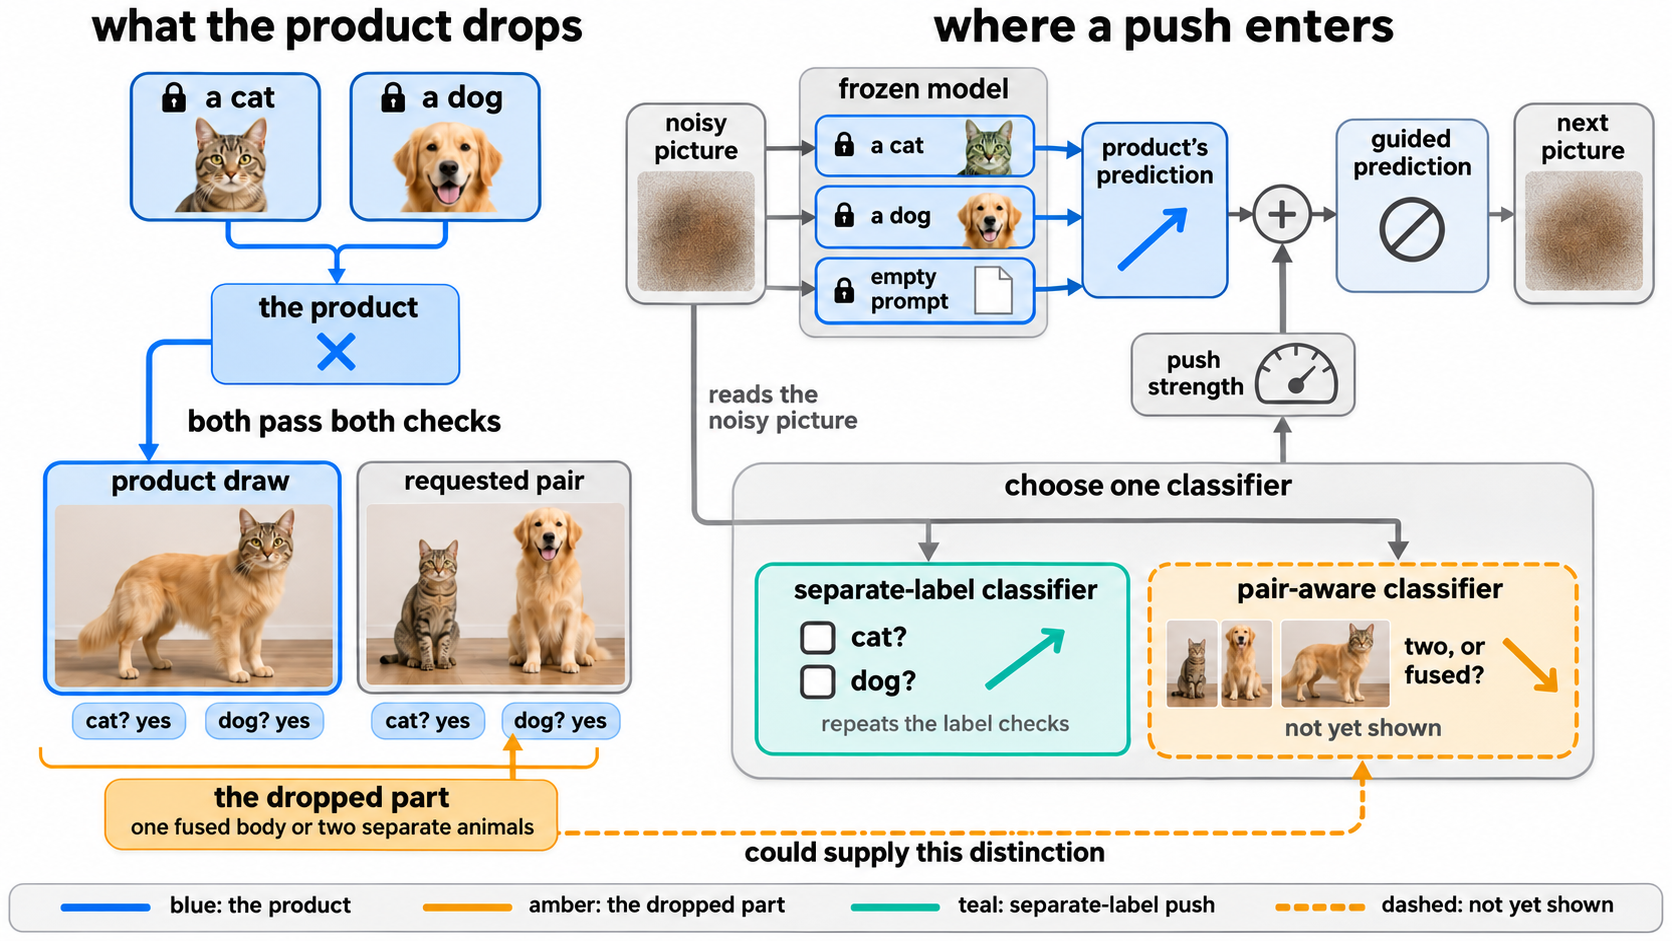 what the product drops
a cat
a dog
the product
both pass both checks
product draw
requested pair
cat? yes
dog? yes
cat? yes
dog? yes
the dropped part
one fused body or two separate animals
where a push enters
noisy
picture
frozen model
a cat
a dog
empty
prompt
product's
prediction
guided
prediction
next
picture
push
strength
reads the
noisy picture
choose one classifier
separate-label classifier
cat?
dog?
repeats the label checks
pair-aware classifier
two, or
fused?
not yet shown
could supply this distinction
blue: the product
amber: the dropped part
teal: separate-label push
dashed: not yet shown